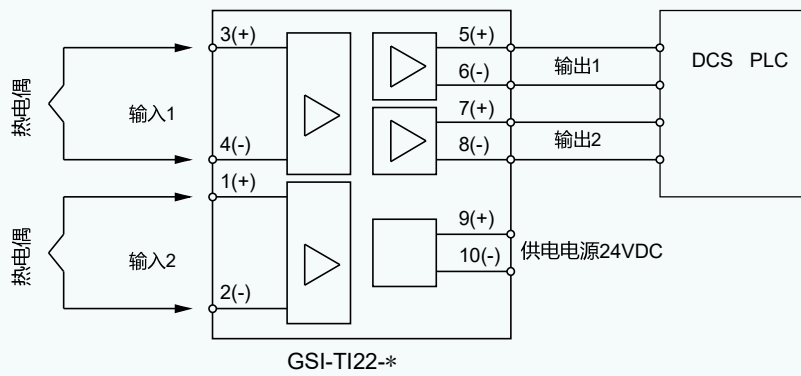 3(+)
5(+)
6(-)
输出1
DCS PLC
热电偶
输入1
7(+)
4(-)
8(-)
输出2
1(+)
9(+)
热电偶
输入2
10(-)
供电电源24VDC
2(-)
GSI-TI22-*